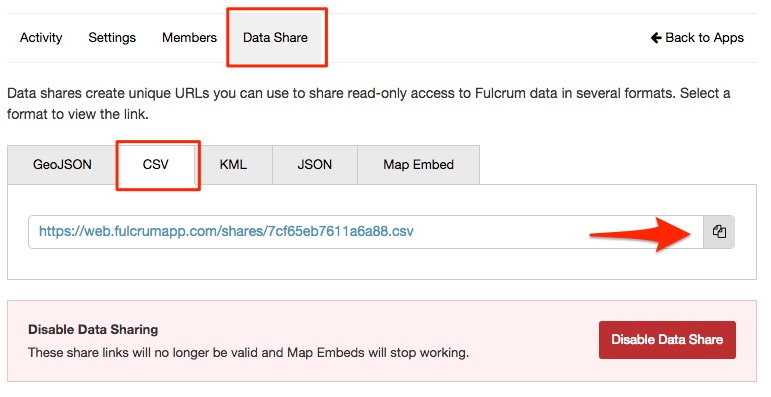 Activity Settings Members Data Share Back to Apps
Data shares create unique URLs you can use to share read-only access to Fulcrum data in several formats. Select a
format to view the link.
GeoJSON CSV KML JSON Map Embed
https://web.fulcrumapp.com/shares/7cf65eb7611a6a88.csv
Disable Data Sharing
These share links will no longer be valid and Map Embeds will stop working.
Disable Data Share